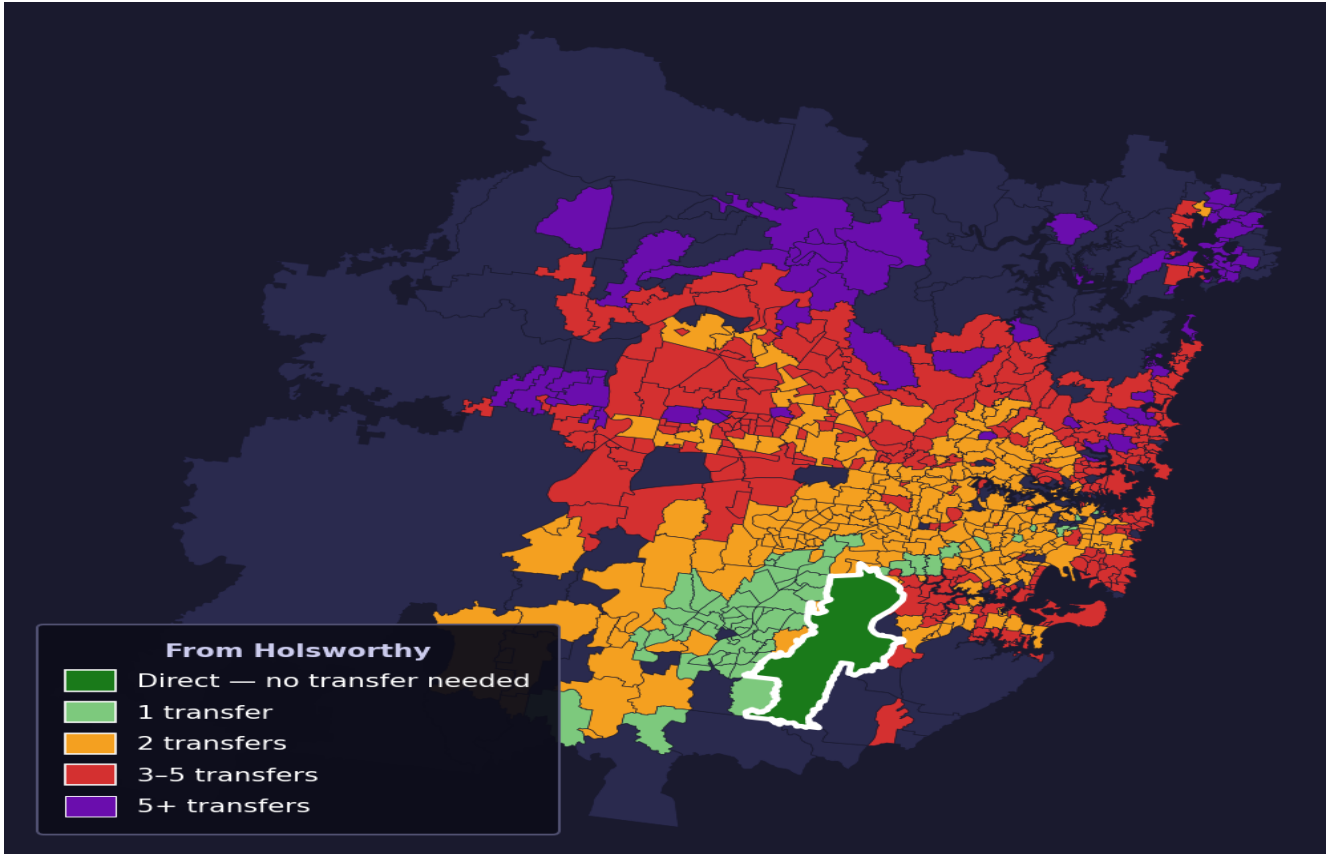 From Holsworthy
Direct — no transfer needed
1 transfer
2 transfers
3–5 transfers
5+ transfers